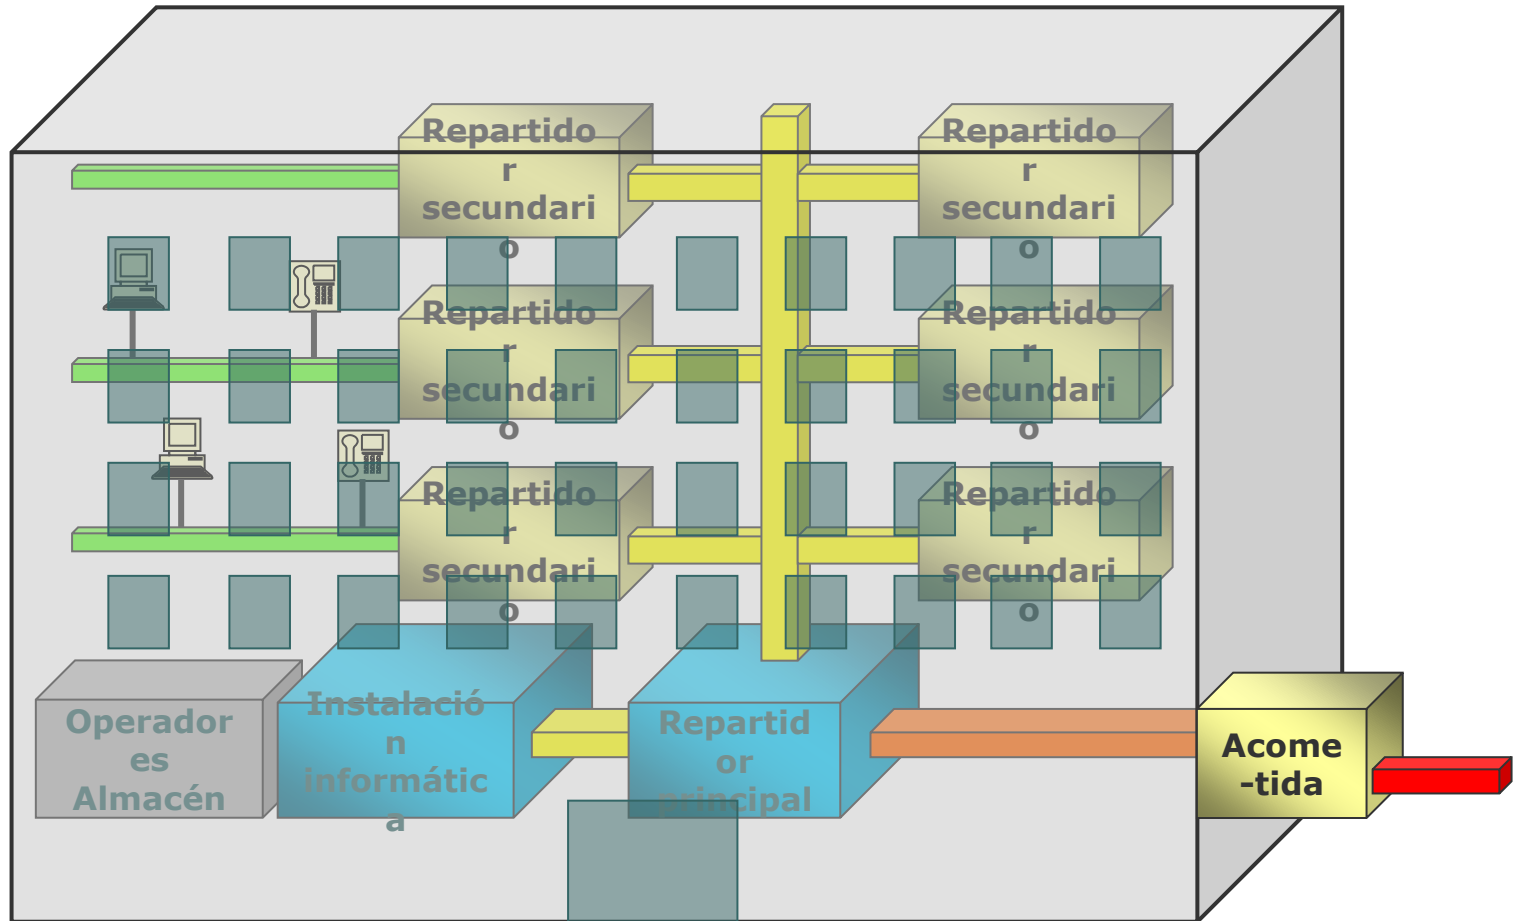 Repartido
r
secundari
o
Repartido
r
secundari
o
Repartido
r
secundari
o
Repartido
r
secundari
o
Repartido
r
secundari
o
Repartido
r
secundari
o
Operador
es
Almacén
Instalació
n
informátic
a
Repartid
or
principal
Acome
-tida